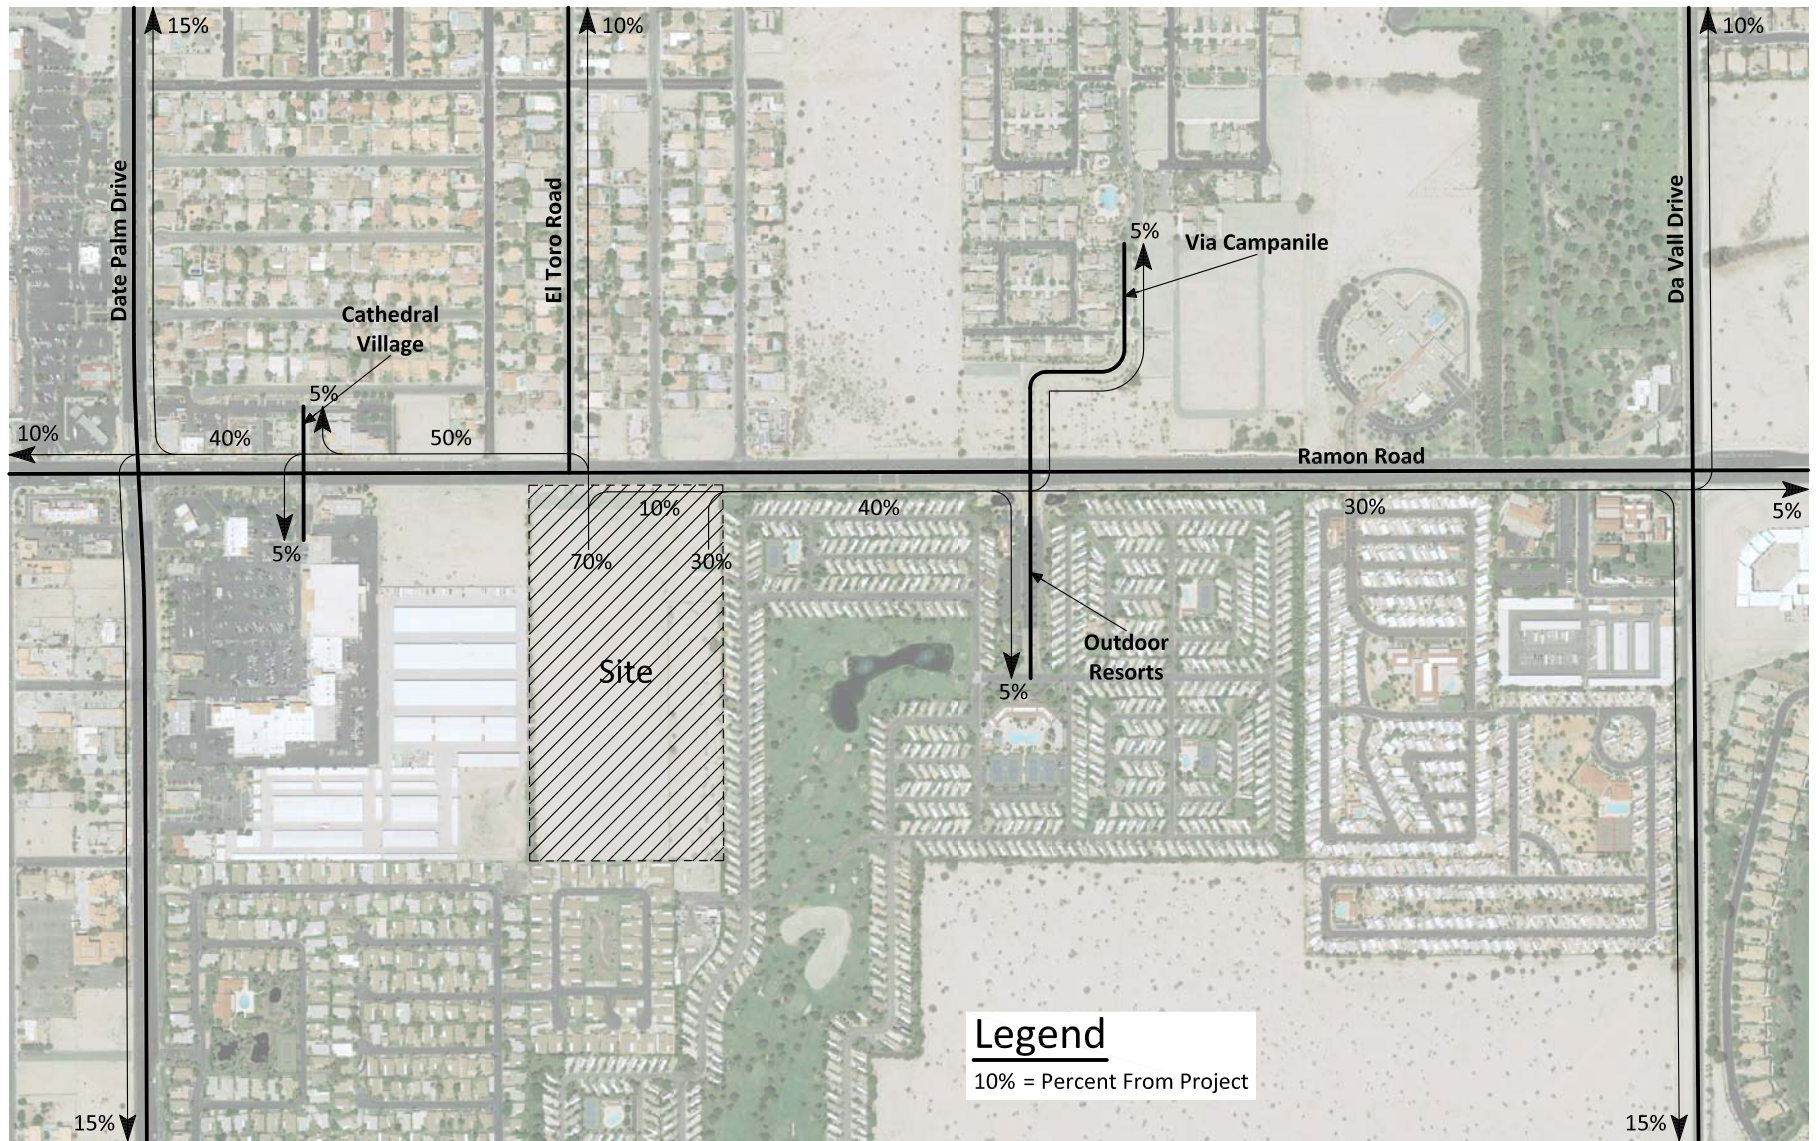 15%
10%
10%
Date Palm Drive
El Toro Road
Da Vall Drive
5%
Via Campanile
Cathedral
Village
5%
10%
40%
50%
Ramon Road
10%
40%
30%
5%
5%
70%
30%
Outdoor
Resorts
Site
5%
Legend
10% = Percent From Project
15%
15%